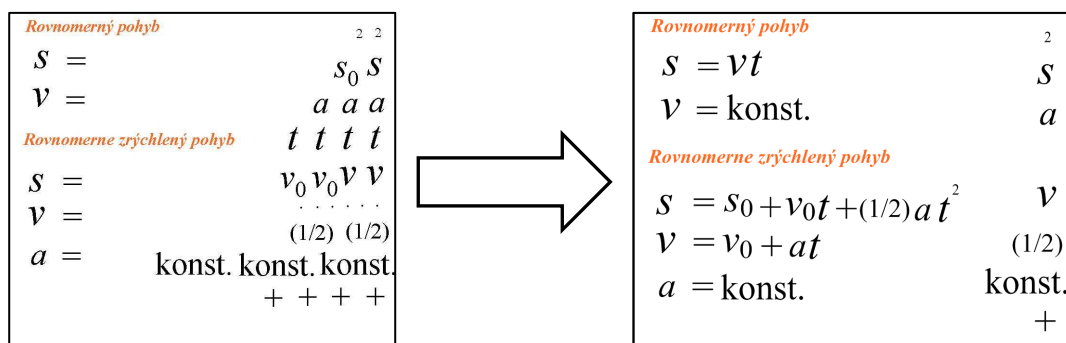 Rovnomerný pohyb
2 2
s =
s₀ s
v =
a a a
Rovnomerne zrýchlený pohyb
t t t t
s =
v₀ v₀ v v
v =
. . . . . .
(1/2) (1/2)
a =
konst. konst. konst.
+ + + +
Rovnomerný pohyb
2
s = vt
s
v = konst.
a
Rovnomerne zrýchlený pohyb
s = s₀ + v₀t + (1/2) at²
v
v = v₀ + at
(1/2)
a = konst.
konst.
+